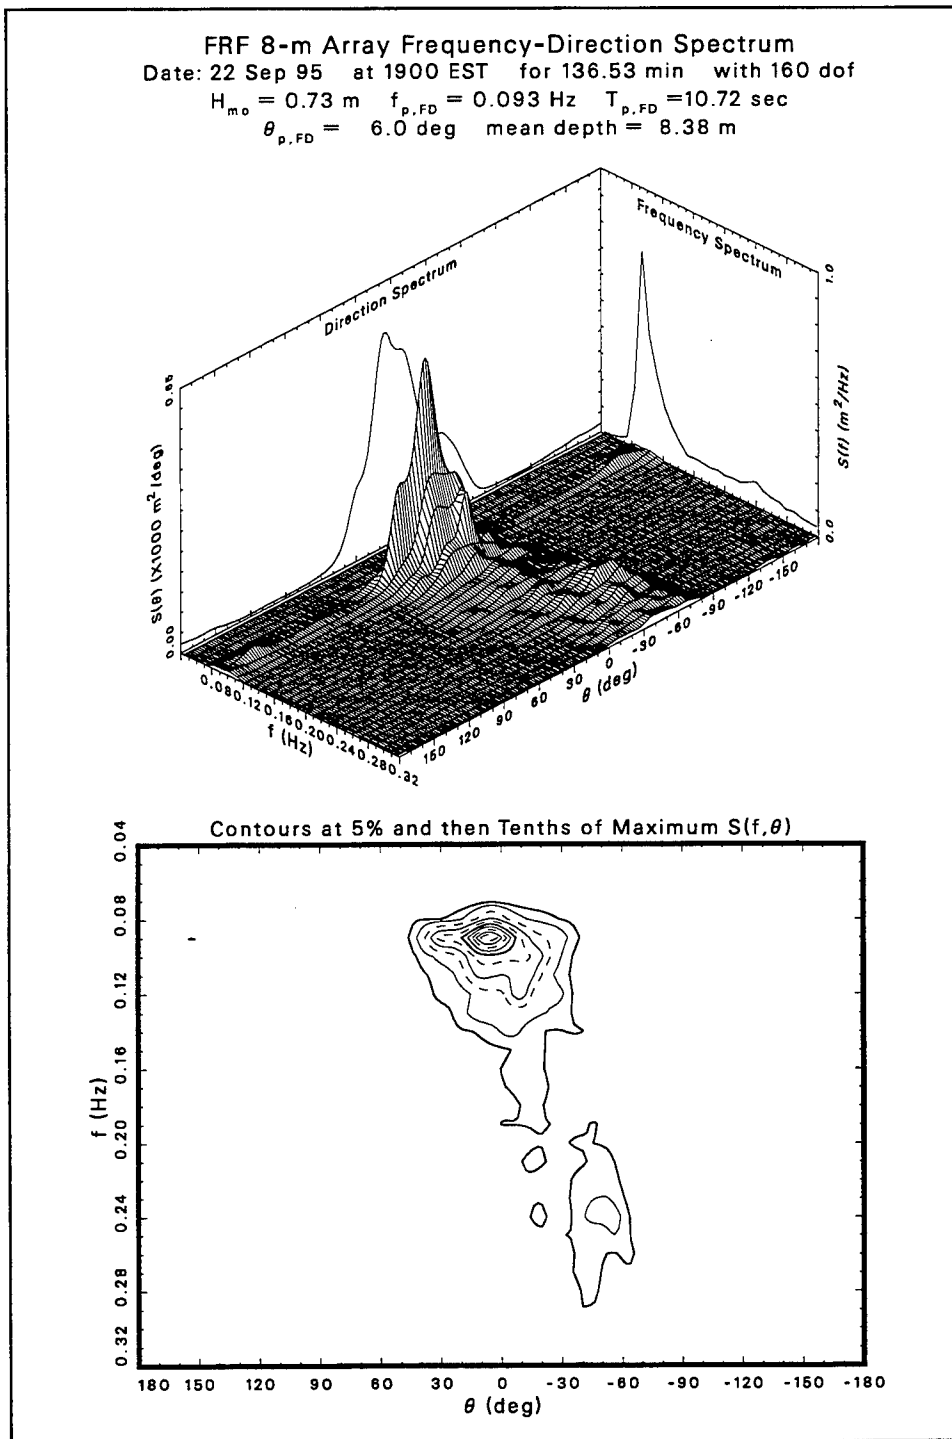 FRF 8-m Array Frequency-Direction Spectrum
Date: 22 Sep 95 at 1900 EST for 136.53 min with 160 dof
Hmo = 0.73 m fp,FD = 0.093 Hz Tp,FD =10.72 sec
θp,FD = 6.0 deg mean depth = 8.38 m
Frequency Spectrum
Direction Spectrum
1.0
S(f) (m²/Hz)
0.0
S(θ) (X1000 m²/deg)
0.00
0.080.120.160.200.240.280.32
f (Hz)
150 120 90 60 30 0 -30 -60 -90 -120 -150
θ (deg)
Contours at 5% and then Tenths of Maximum S(f,θ)
0.04
0.08
0.12
0.16
0.20
0.24
0.28
0.32
f (Hz)
180 150 120 90 60 30 0 -30 -60 -90 -120 -150 -180
θ (deg)